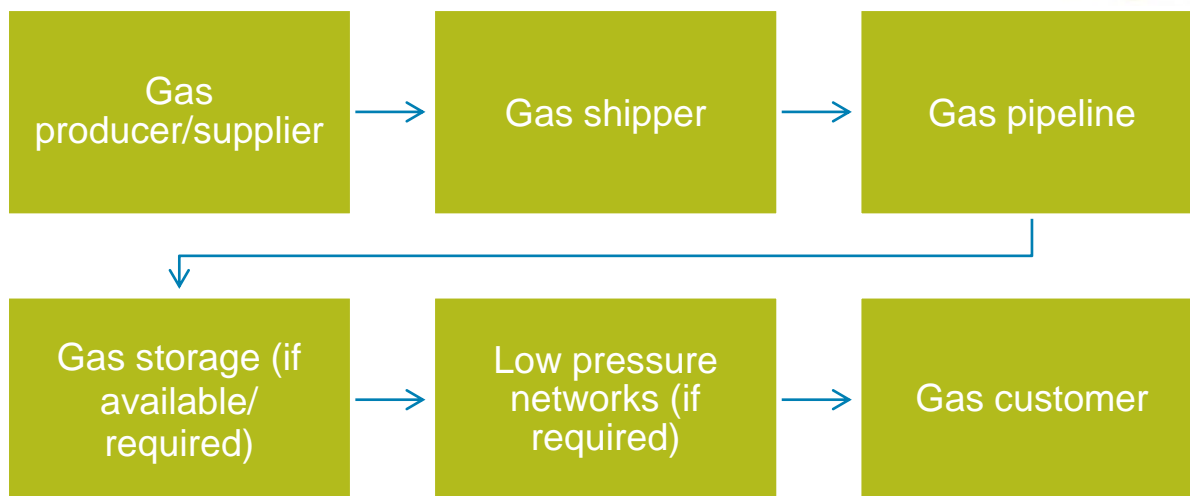 Gas
producer/supplier
Gas shipper
Gas pipeline
Gas storage (if
available/
required)
Low pressure
networks (if
required)
Gas customer